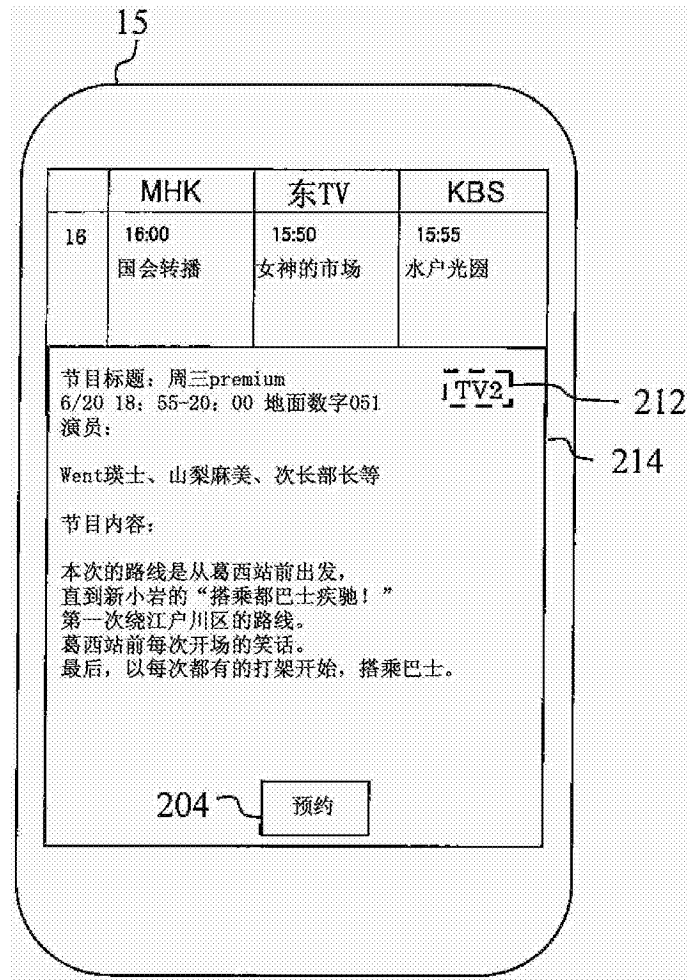 15
MHK 东TV KBS
16 16:00 15:50 15:55
国会转播 女神的市场 水户光圀
节目标题：周三premium
TV2
212
6/20 18：55-20：00 地面数字051
演员：
214
Went瑛士、山梨麻美、次长部长等
节目内容：
本次的路线是从葛西站前出发，
直到新小岩的“搭乘都巴士疾驰！”
第一次绕江户川区的路线。
葛西站前每次开场的笑话。
最后，以每次都有的打架开始，搭乘巴士。
204
预约